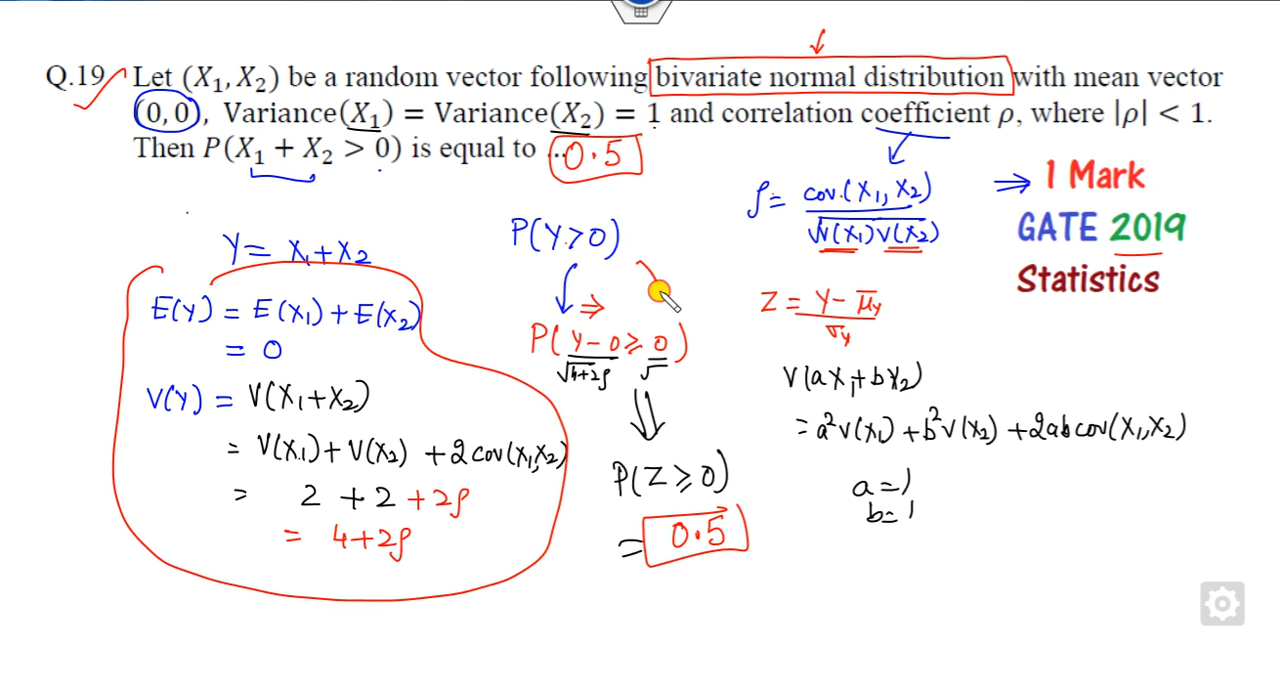 Q.19 Let (X₁, X₂) be a random vector following bivariate normal distribution with mean vector
(0,0), Variance(X₁) = Variance(X₂) = 1 and correlation coefficient ρ, where |ρ| < 1.
Then P(X₁ + X₂ > 0) is equal to ... 0.5
Y = X₁ + X₂
E(Y) = E(X₁) + E(X₂)
= 0
V(Y) = V(X₁+X₂)
= V(X₁) + V(X₂) + 2 cov(X₁,X₂)
= 2 + 2 + 2ρ
= 4+2ρ
P(Y>0)
⇒
P( (Y-0)/√(4+2ρ) ⩾ 0/√ )
P(Z ⩾ 0)
= 0.5
ρ = cov.(X₁, X₂) / √V(X₁) V(X₂)
Z = (Y - μ̄y) / σy
V(aX₁+bX₂)
= a²V(X₁) + b²V(X₂) + 2ab cov(X₁,X₂)
a = 1
b = 1
⇒ 1 Mark
GATE 2019
Statistics